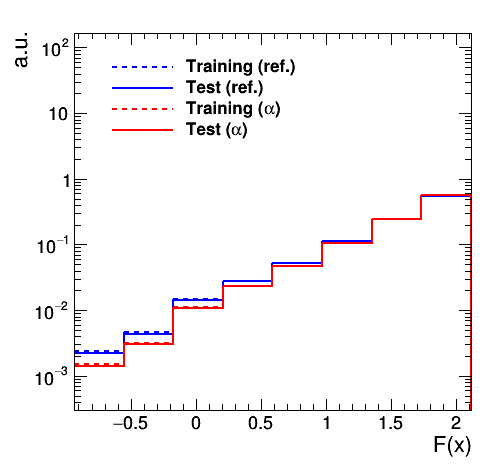 a.u.
10²
10
1
10⁻¹
10⁻²
10⁻³
Training (ref.)
Test (ref.)
Training (α)
Test (α)
−0.5 0 0.5 1 1.5 2
F(x)